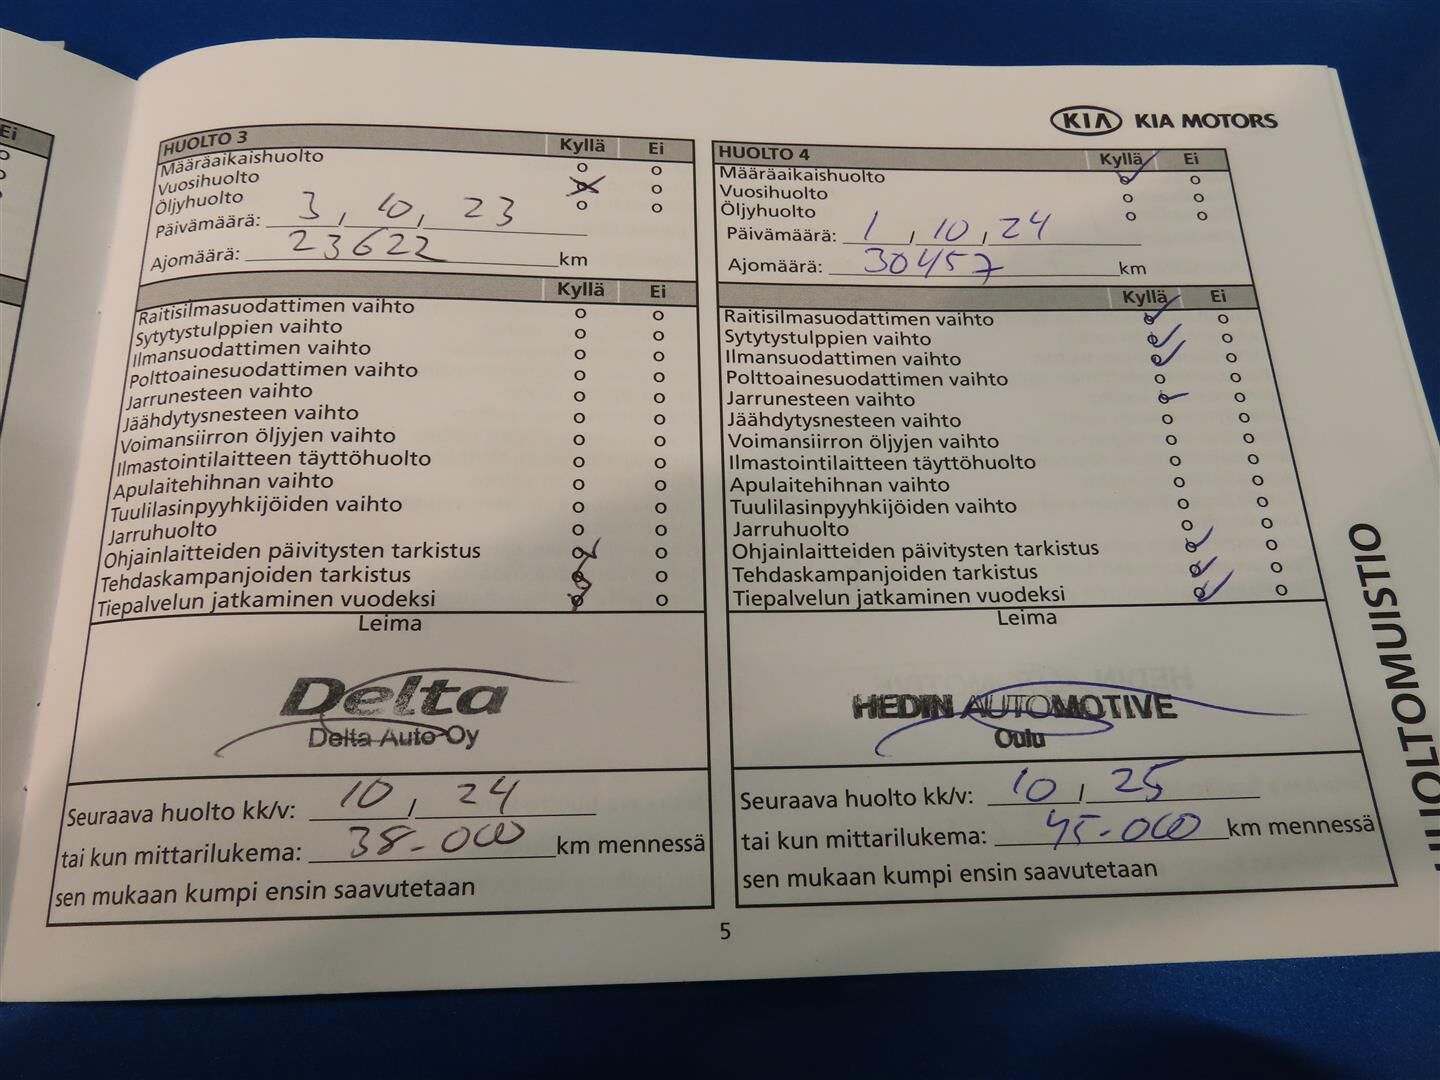 Ei
KIA KIA MOTORS
HUOLTO 3 Kyllä Ei
Määräaikaishuolto
Vuosihuolto
Öljyhuolto
Päivämäärä: 3, 10, 23
Ajomäärä: 23622 km
Kyllä Ei
Raitisilmasuodattimen vaihto
Sytytystulppien vaihto
Ilmansuodattimen vaihto
Polttoainesuodattimen vaihto
Jarrunesteen vaihto
Jäähdytysnesteen vaihto
Voimansiirron öljyjen vaihto
Ilmastointilaitteen täyttöhuolto
Apulaitehihnan vaihto
Tuulilasinpyyhkijöiden vaihto
Jarruhuolto
Ohjainlaitteiden päivitysten tarkistus
Tehdaskampanjoiden tarkistus
Tiepalvelun jatkaminen vuodeksi
Leima
Delta
Delta Auto Oy
Seuraava huolto kk/v: 10 / 24
tai kun mittarilukema: 38-000 km mennessä
sen mukaan kumpi ensin saavutetaan
HUOLTO 4 Kyllä Ei
Määräaikaishuolto
Vuosihuolto
Öljyhuolto
Päivämäärä: 1, 10, 24
Ajomäärä: 30457 km
Kyllä Ei
Raitisilmasuodattimen vaihto
Sytytystulppien vaihto
Ilmansuodattimen vaihto
Polttoainesuodattimen vaihto
Jarrunesteen vaihto
Jäähdytysnesteen vaihto
Voimansiirron öljyjen vaihto
Ilmastointilaitteen täyttöhuolto
Apulaitehihnan vaihto
Tuulilasinpyyhkijöiden vaihto
Jarruhuolto
Ohjainlaitteiden päivitysten tarkistus
Tehdaskampanjoiden tarkistus
Tiepalvelun jatkaminen vuodeksi
Leima
HEDIN AUTOMOTIVE
Oulu
Seuraava huolto kk/v: 10 / 25
tai kun mittarilukema: 45-000 km mennessä
sen mukaan kumpi ensin saavutetaan
5
HUOLTOMUISTIO